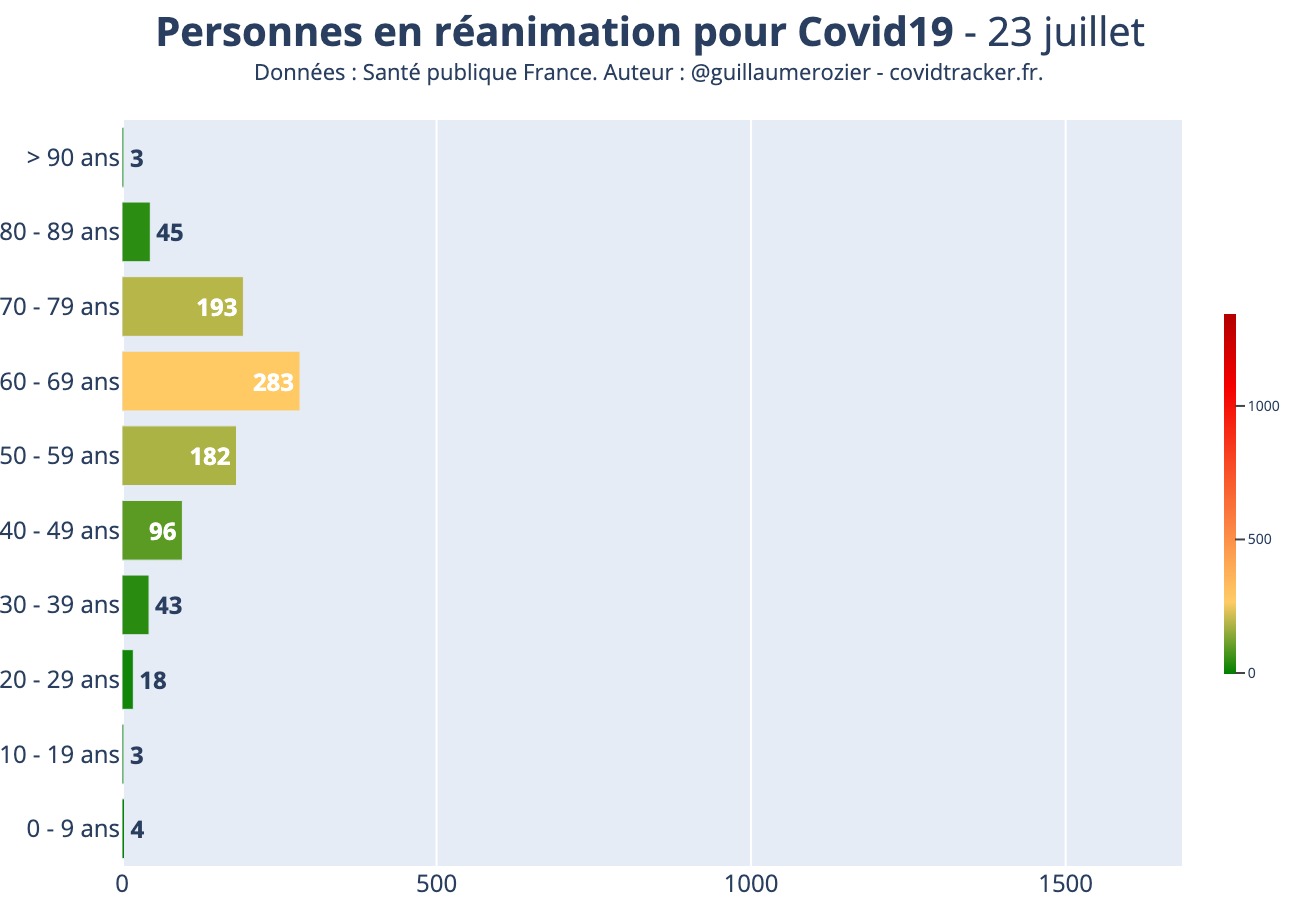 Personnes en réanimation pour Covid19 - 23 juillet
Données : Santé publique France. Auteur : @guillaumerozier - covidtracker.fr.
> 90 ans 3
80 - 89 ans 45
70 - 79 ans 193
60 - 69 ans 283
50 - 59 ans 182
40 - 49 ans 96
30 - 39 ans 43
20 - 29 ans 18
10 - 19 ans 3
0 - 9 ans 4
0 500 1000 1500
1000
500
0